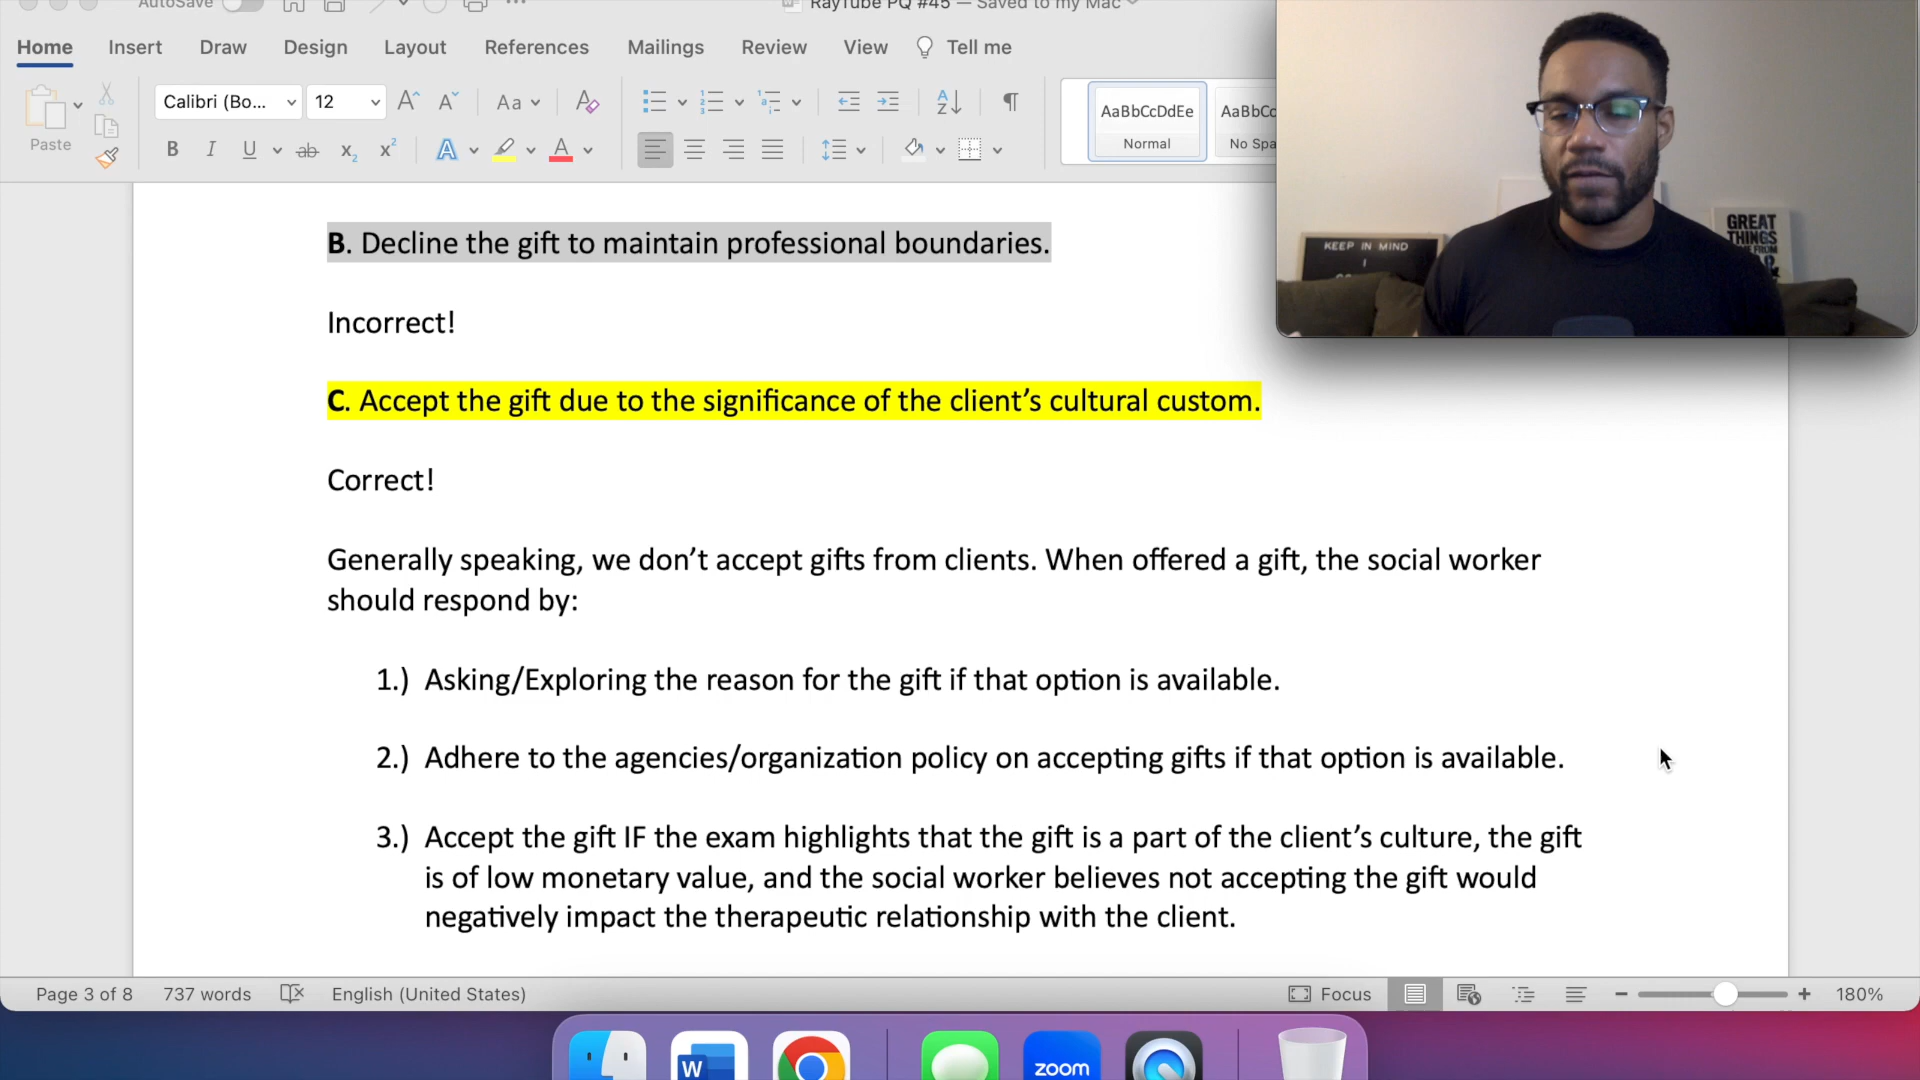 AutoSave
RayTube PQ #45 — Saved to my Mac
Home Insert Draw Design Layout References Mailings Review View Tell me
Paste
Calibri (Bo... 12
AaBbCcDdEe
Normal
AaBbCc
No Spa
KEEP IN MIND
I
GREAT
THINGS
B. Decline the gift to maintain professional boundaries.
Incorrect!
C. Accept the gift due to the significance of the client’s cultural custom.
Correct!
Generally speaking, we don’t accept gifts from clients. When offered a gift, the social worker
should respond by:
1.) Asking/Exploring the reason for the gift if that option is available.
2.) Adhere to the agencies/organization policy on accepting gifts if that option is available.
3.) Accept the gift IF the exam highlights that the gift is a part of the client’s culture, the gift
is of low monetary value, and the social worker believes not accepting the gift would
negatively impact the therapeutic relationship with the client.
Page 3 of 8 737 words English (United States) Focus 180%
W
zoom